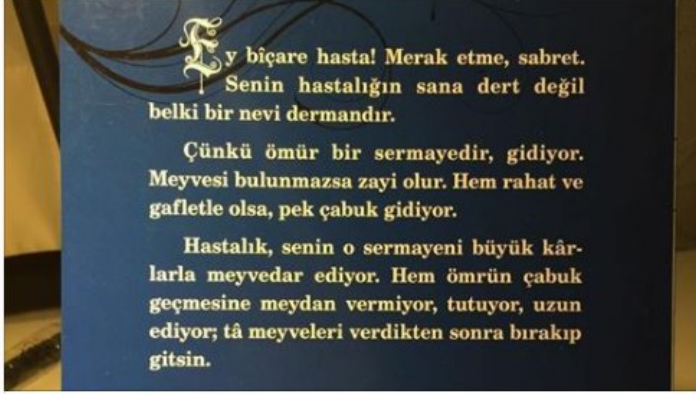 Ey bîçare hasta! Merak etme, sabret.
Senin hastalığın sana dert değil
belki bir nevi dermandır.
Çünkü ömür bir sermayedir, gidiyor.
Meyvesi bulunmazsa zayi olur. Hem rahat ve
gafletle olsa, pek çabuk gidiyor.
Hastalık, senin o sermayeni büyük kâr-
larla meyvedar ediyor. Hem ömrün çabuk
geçmesine meydan vermiyor, tutuyor, uzun
ediyor; tâ meyveleri verdikten sonra bırakıp
gitsin.